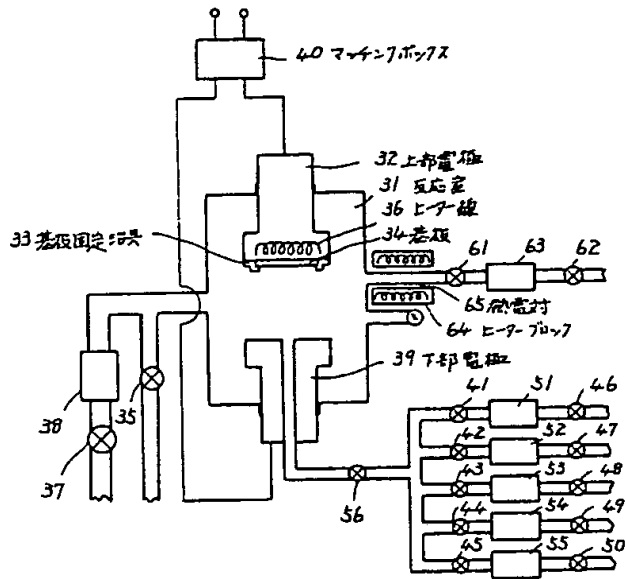 40 マッチングボックス
32 上部電極
31 反応室
36 ヒーター線
33 基板固定治具
34 基板
61
63
62
65 熱電対
64 ヒーターブロック
39 下部電極
38
35
37
56
41
51
46
42
52
47
43
53
48
44
54
49
45
55
50